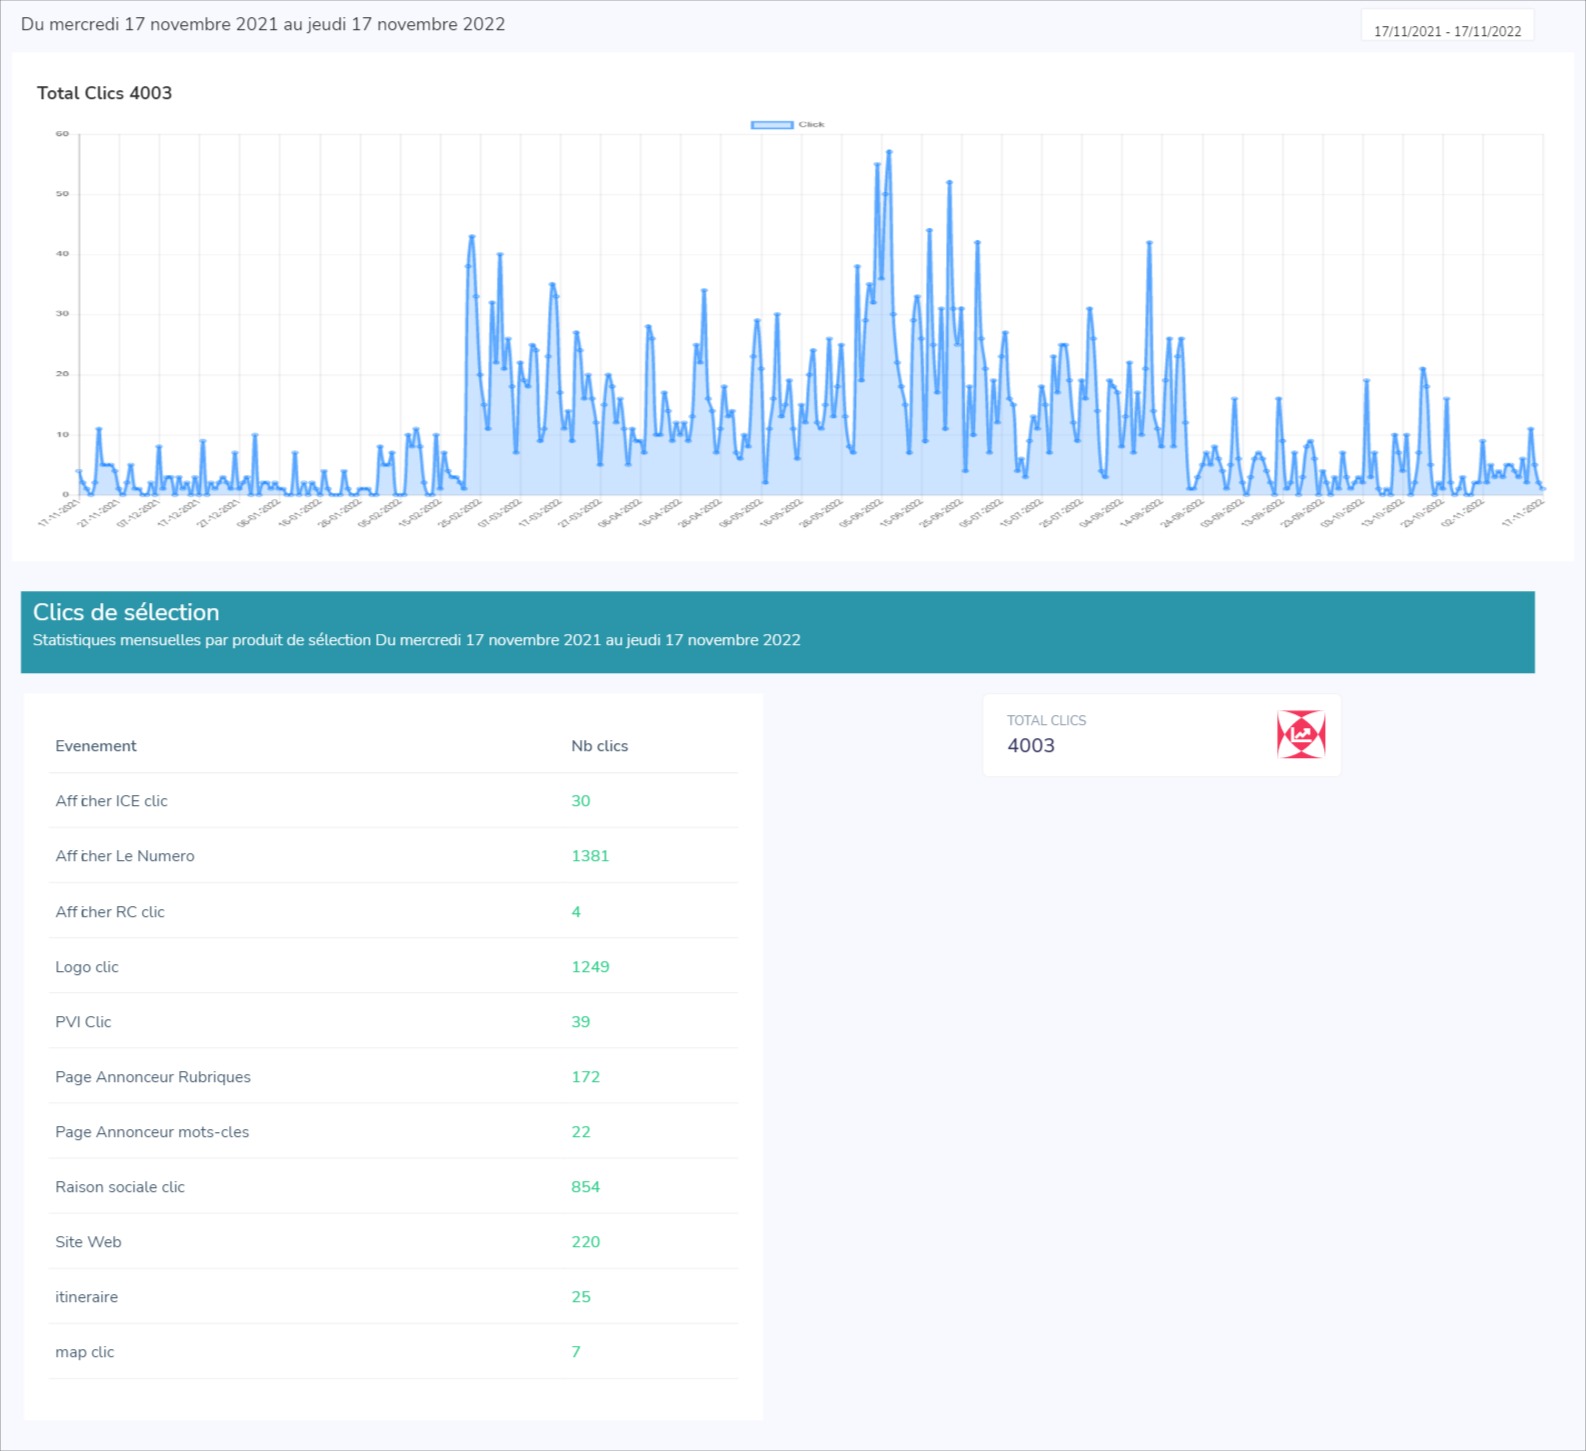 Du mercredi 17 novembre 2021 au jeudi 17 novembre 2022
17/11/2021 - 17/11/2022
Total Clics 4003
Click
60
50
40
30
20
10
0
17-11-2021 27-11-2021 07-12-2021 17-12-2021 27-12-2021 06-01-2022 16-01-2022 26-01-2022 05-02-2022 15-02-2022 25-02-2022 07-03-2022 17-03-2022 27-03-2022 06-04-2022 16-04-2022 26-04-2022 06-05-2022 16-05-2022 26-05-2022 05-06-2022 15-06-2022 25-06-2022 05-07-2022 15-07-2022 25-07-2022 04-08-2022 14-08-2022 24-08-2022 03-09-2022 13-09-2022 23-09-2022 03-10-2022 13-10-2022 23-10-2022 02-11-2022 17-11-2022
Clics de sélection
Statistiques mensuelles par produit de sélection Du mercredi 17 novembre 2021 au jeudi 17 novembre 2022
TOTAL CLICS
4003
Evenement Nb clics
Afficher ICE clic 30
Afficher Le Numero 1381
Afficher RC clic 4
Logo clic 1249
PVI Clic 39
Page Annonceur Rubriques 172
Page Annonceur mots-cles 22
Raison sociale clic 854
Site Web 220
itineraire 25
map clic 7